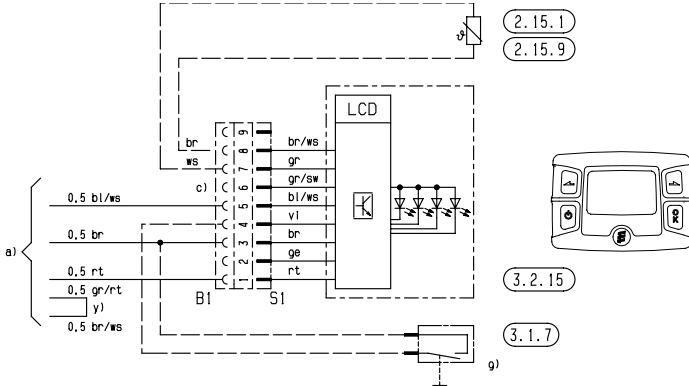 2.15.1
ϑ
2.15.9
LCD
9
br 8 br/ws
ws 7 gr
c) 6 gr/sw
0,5 bl/ws 5 bl/ws
4 vi
a) 0,5 br 3 br
2 ge
0,5 rt 1 rt
3.2.15
0,5 gr/rt
B1 S1
y)
0,5 br/ws
3.1.7
g)
OK